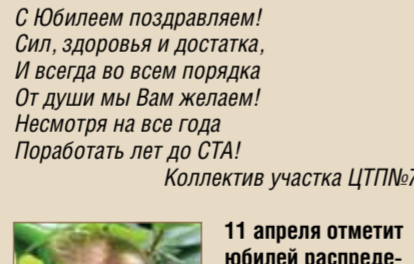 С Юбилеем поздравляем!
Сил, здоровья и достатка,
И всегда во всем порядка
От души мы Вам желаем!
Несмотря на все года
Поработать лет до СТА!
Коллектив участка ЦТП№7
11 апреля отметит
юбилей распреде-